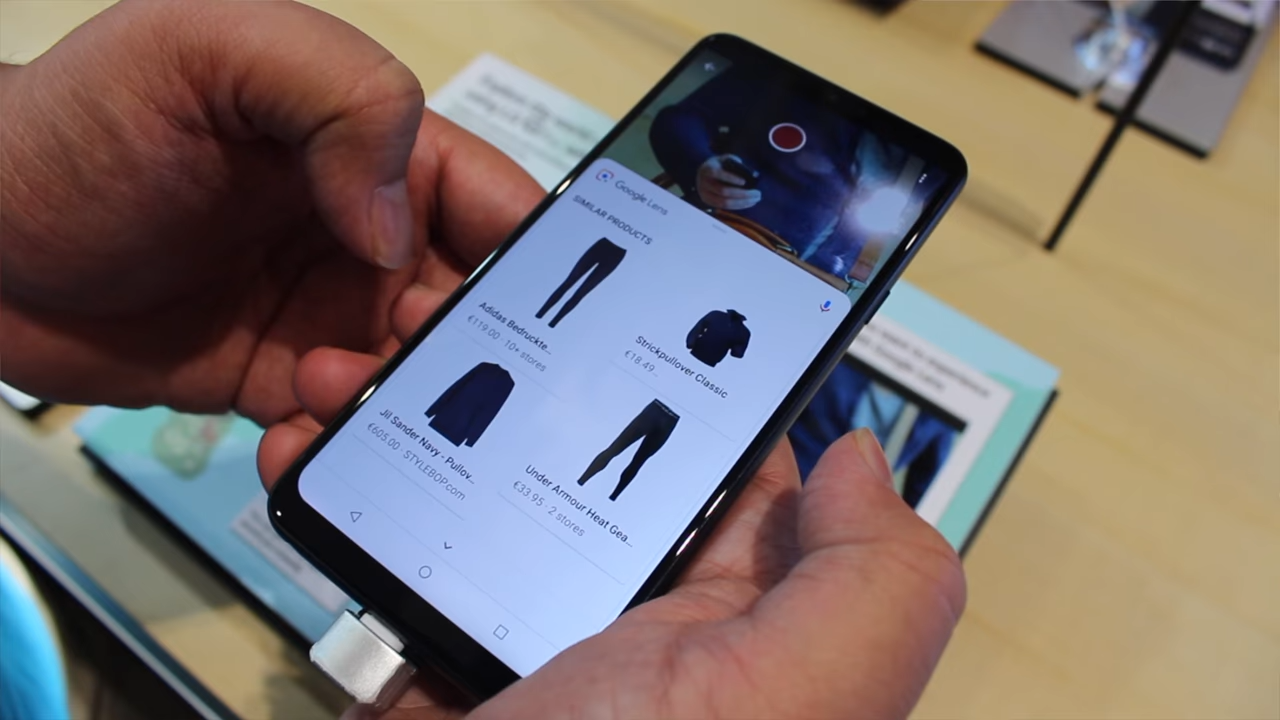 Google Lens
SIMILAR PRODUCTS
Adidas Bedruckte...
€119.00 · 10+ stores
Strickpullover Classic
€18.49...
Jil Sander Navy - Pullov...
€605.00 · STYLEBOP.com
Under Armour Heat Gea...
€33.95 · 2 stores